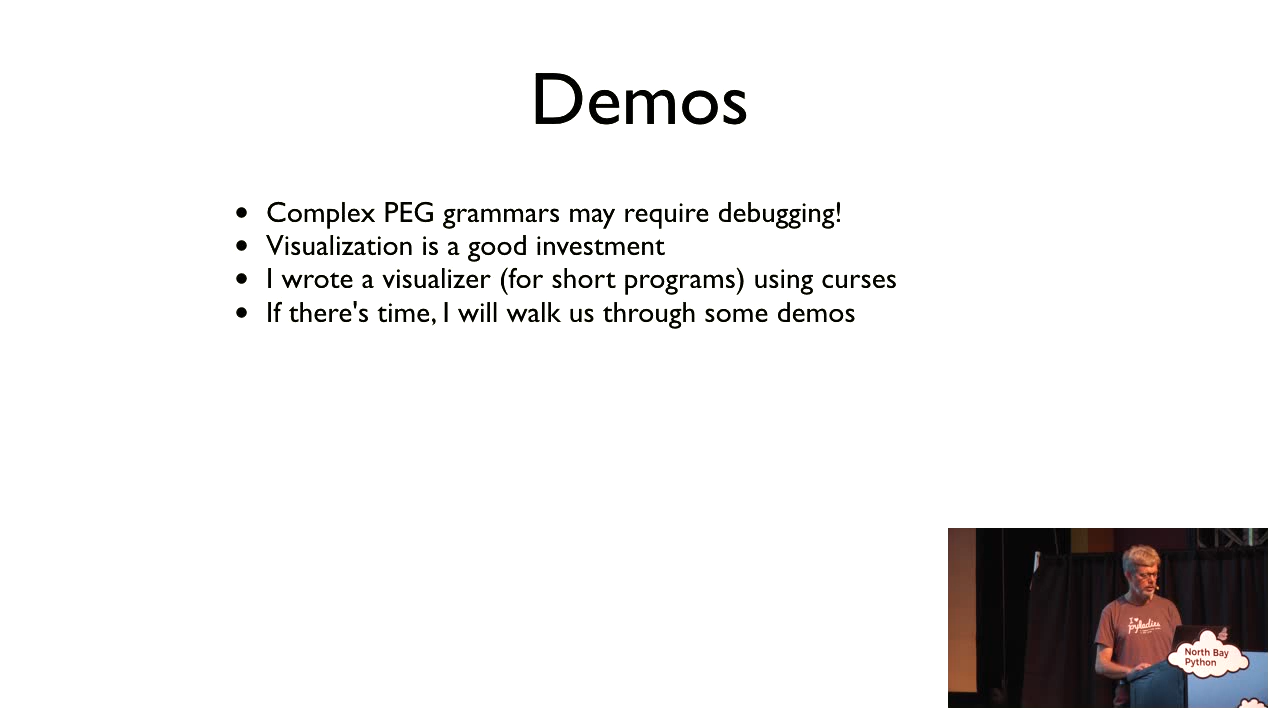 Demos
• Complex PEG grammars may require debugging!
• Visualization is a good investment
• I wrote a visualizer (for short programs) using curses
• If there's time, I will walk us through some demos
I ♥
pyladies
North Bay
Python